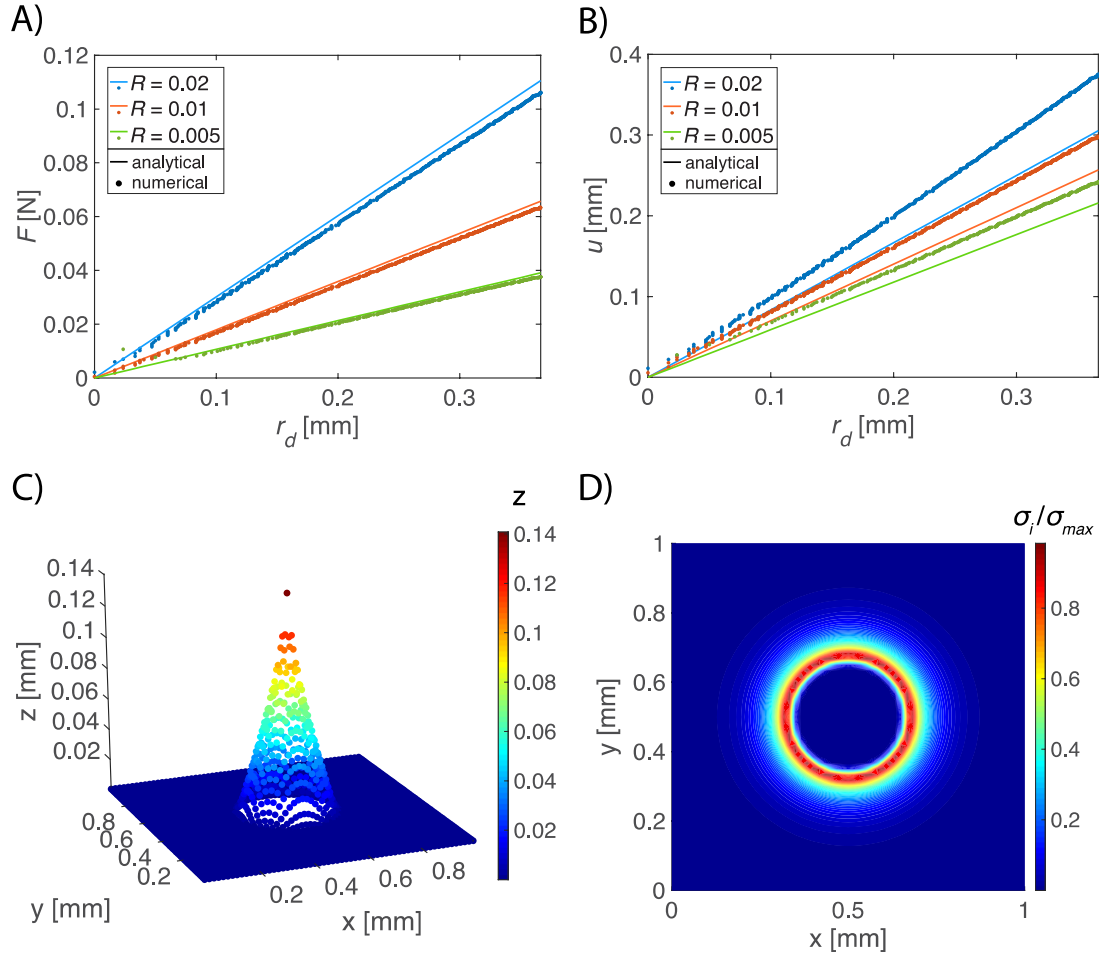 A)
0.12
0.1
0.08
0.06
0.04
0.02
0
F [N]
R = 0.02
R = 0.01
R = 0.005
analytical
numerical
0
0.1
0.2
0.3
r_d [mm]
B)
0.4
0.3
0.2
0.1
0
u [mm]
R = 0.02
R = 0.01
R = 0.005
analytical
numerical
0
0.1
0.2
0.3
r_d [mm]
C)
0.14
0.12
0.1
0.08
0.06
0.04
0.02
z [mm]
0.8
0.6
0.4
0.2
y [mm]
0.2
0.4
0.6
0.8
x [mm]
z
0.14
0.12
0.10
0.08
0.06
0.04
0.02
D)
σ_i/σ_max
1
0.8
0.6
0.4
0.2
0
y [mm]
0
0.5
1
x [mm]
0.8
0.6
0.4
0.2